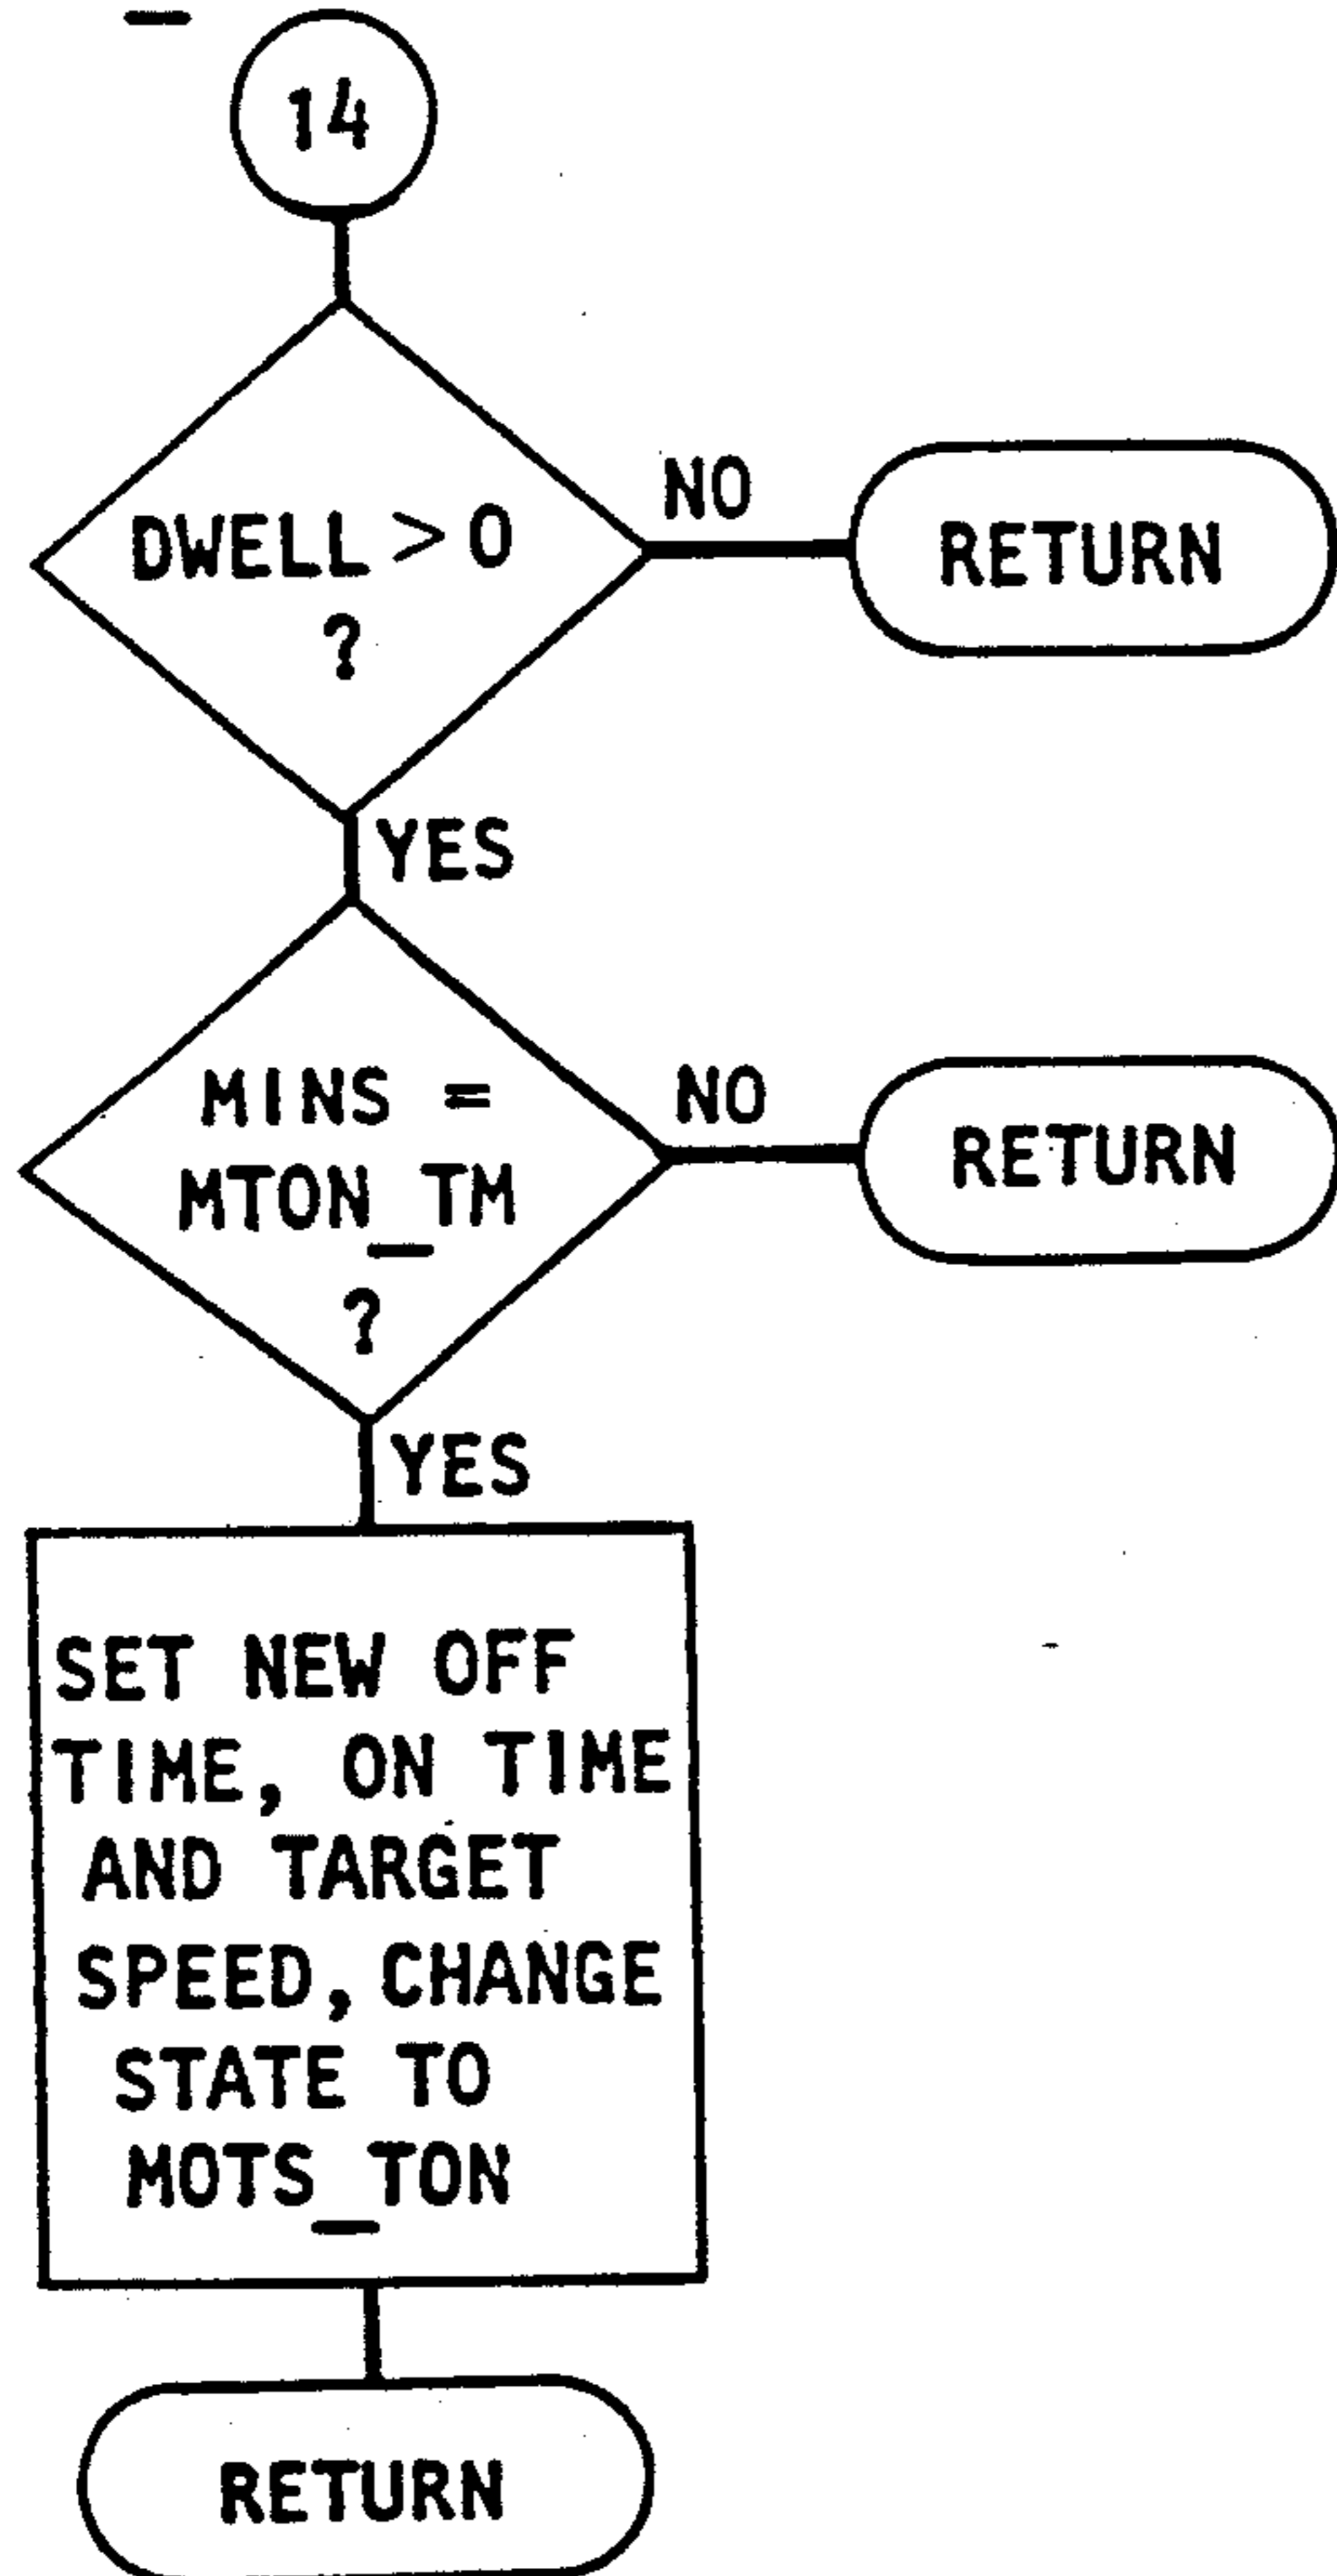 14
DWELL > 0
?
NO
RETURN
YES
MINS =
MTON_TM
?
NO
RETURN
YES
SET NEW OFF
TIME, ON TIME
AND TARGET
SPEED, CHANGE
STATE TO
MOTS_TON
RETURN